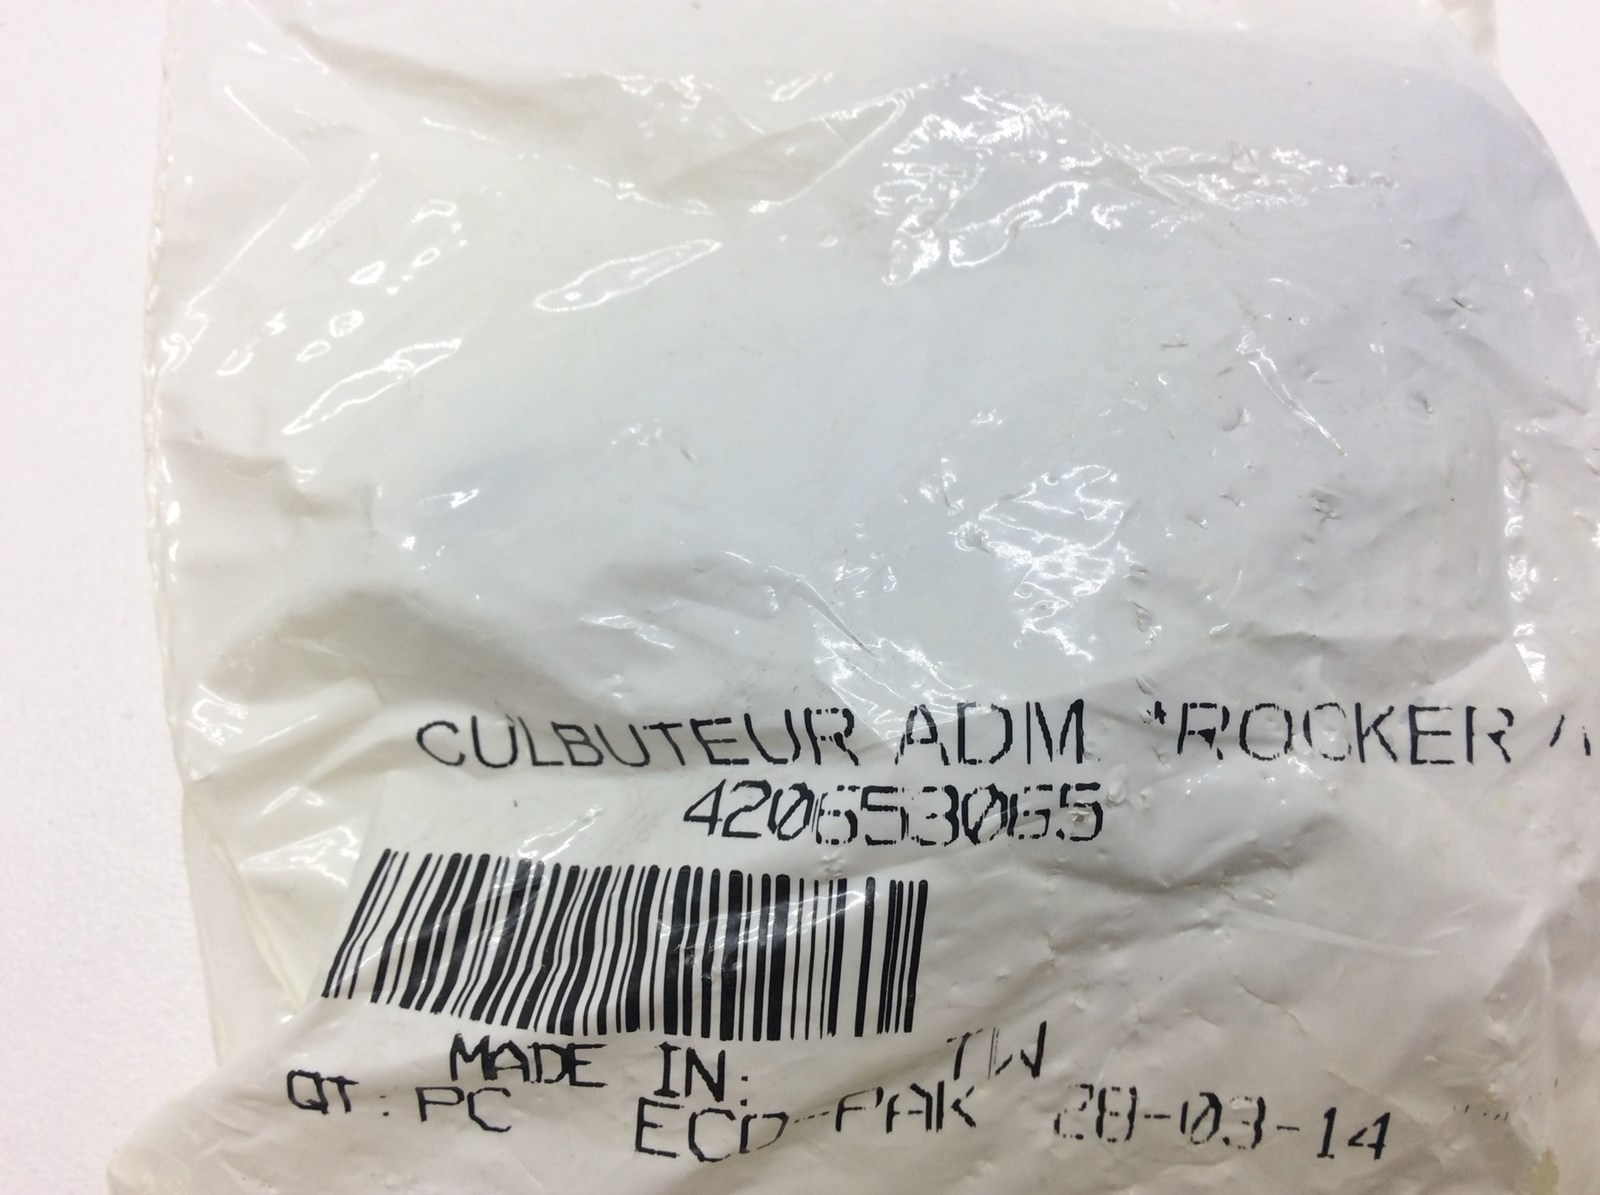 CULBUTEUR ADM. *ROCKER
420653065
MADE IN: TW
QT: PC ECO-PAK 28-03-14